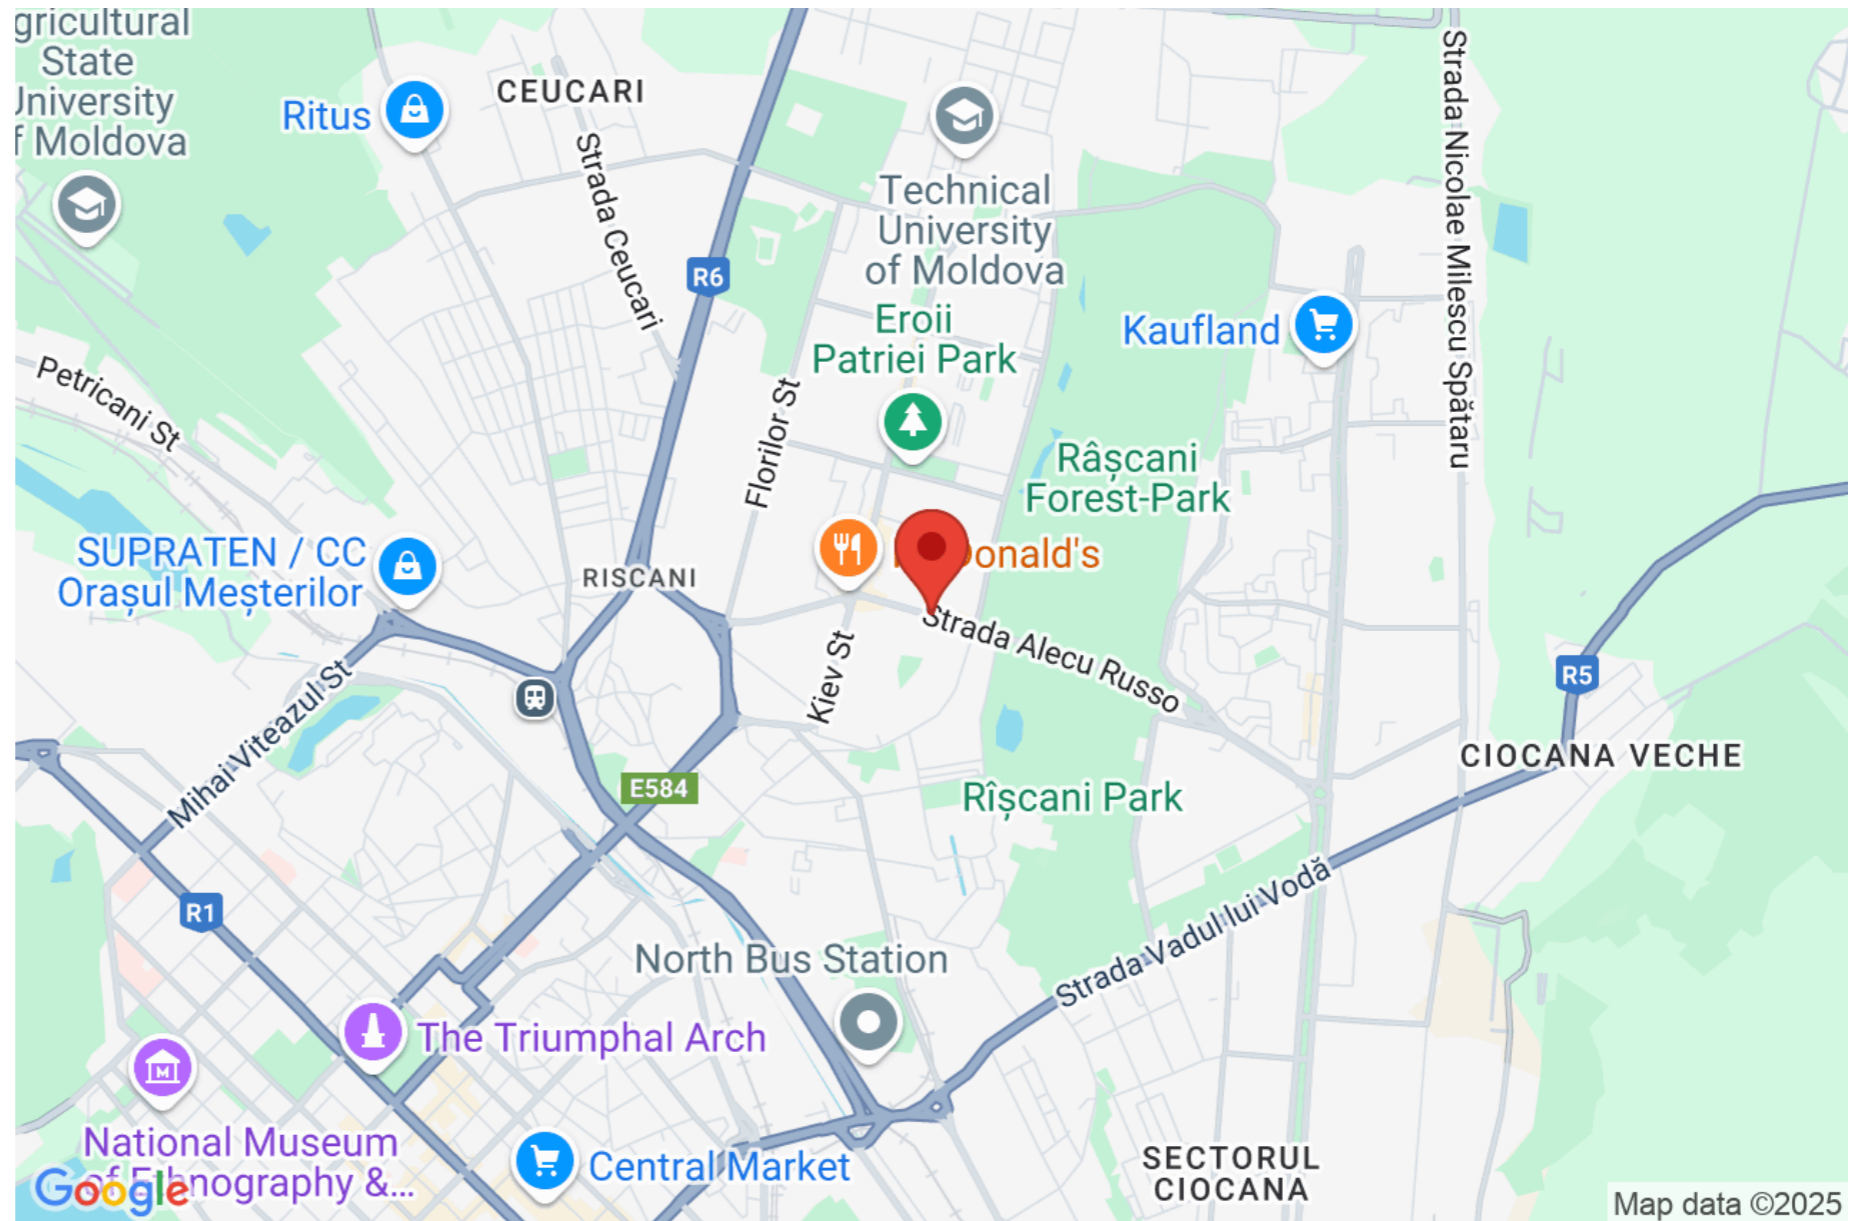 gricultural
State
University
f Moldova
Ritus
CEUCARI
Strada Ceucari
R6
Technical
University
of Moldova
Strada Nicolae Milescu Spătaru
Eroii
Patriei Park
Kaufland
Petricani St
Florilor St
Râșcani
Forest-Park
SUPRATEN / CC
Orașul Meșterilor
RISCANI
onald's
Strada Alecu Russo
Kiev St
Mihai Viteazul St
R5
CIOCANA VECHE
E584
Rîșcani Park
R1
Strada Vadul lui Vodă
North Bus Station
The Triumphal Arch
M
National Museum
of Ethnography &...
Central Market
SECTORUL
CIOCANA
Google
Map data ©2025